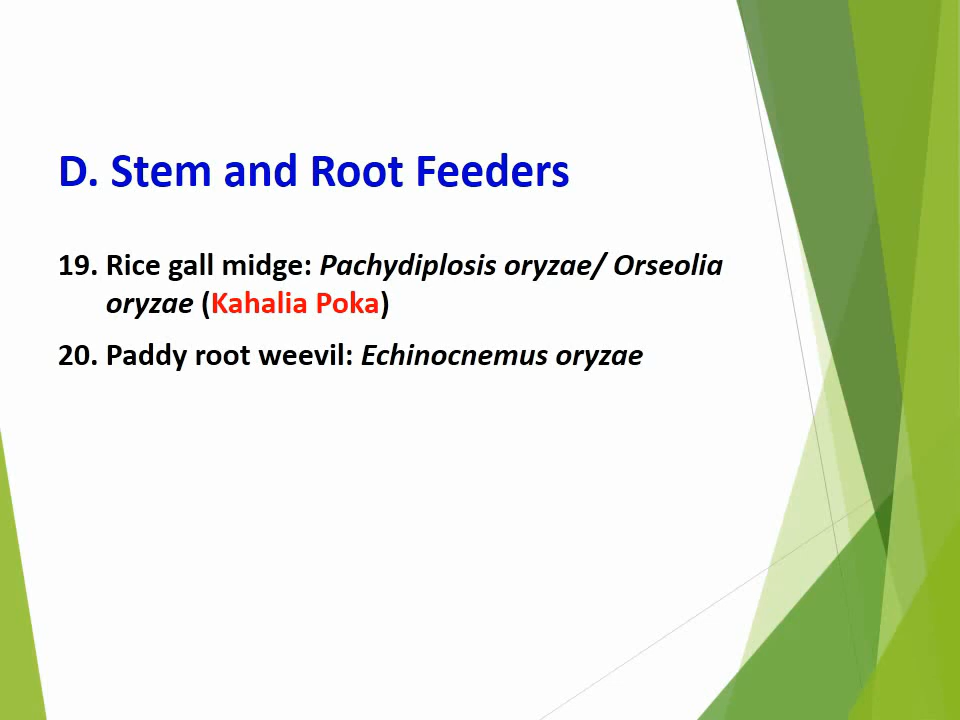 D. Stem and Root Feeders
19. Rice gall midge: Pachydiplosis oryzae/ Orseolia
oryzae (Kahalia Poka)
20. Paddy root weevil: Echinocnemus oryzae